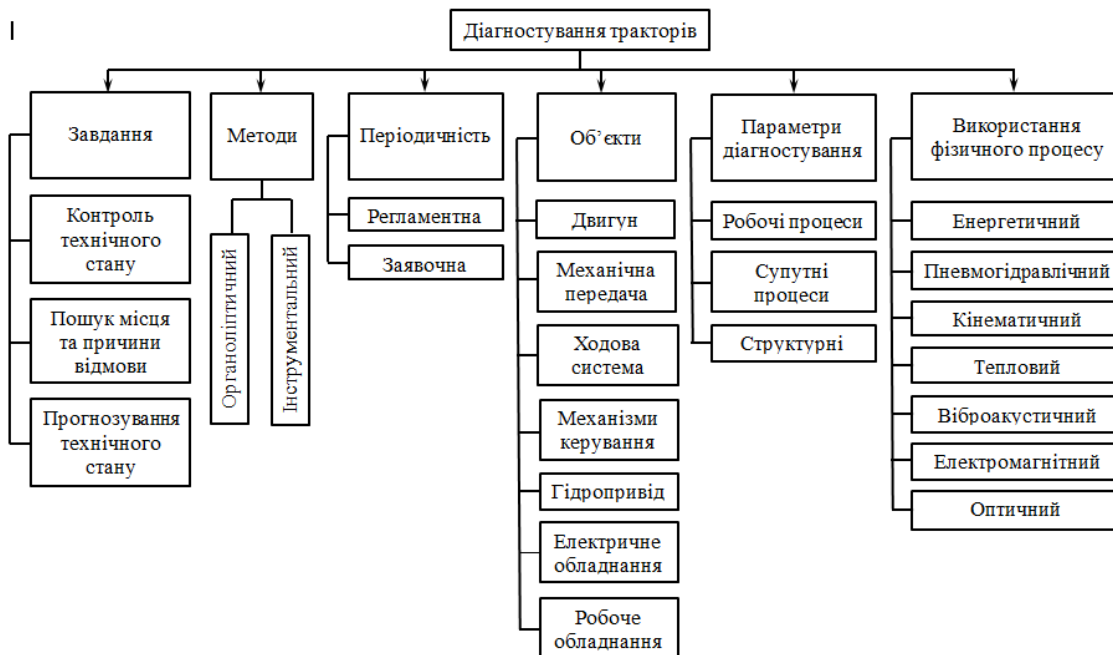 І
Діагностування тракторів
Завдання
Контроль
технічного
стану
Пошук місця
та причини
відмови
Прогнозування
технічного
стану
Методи
Органоліптичний
Інструментальний
Періодичність
Регламентна
Заявочна
Об’єкти
Двигун
Механічна
передача
Ходова
система
Механізми
керування
Гідропривід
Електричне
обладнання
Робоче
обладнання
Параметри
діагностування
Робочі процеси
Супутні
процеси
Структурні
Використання
фізичного процесу
Енергетичний
Пневмогідравлічний
Кінематичний
Тепловий
Віброакустичний
Електромагнітний
Оптичний